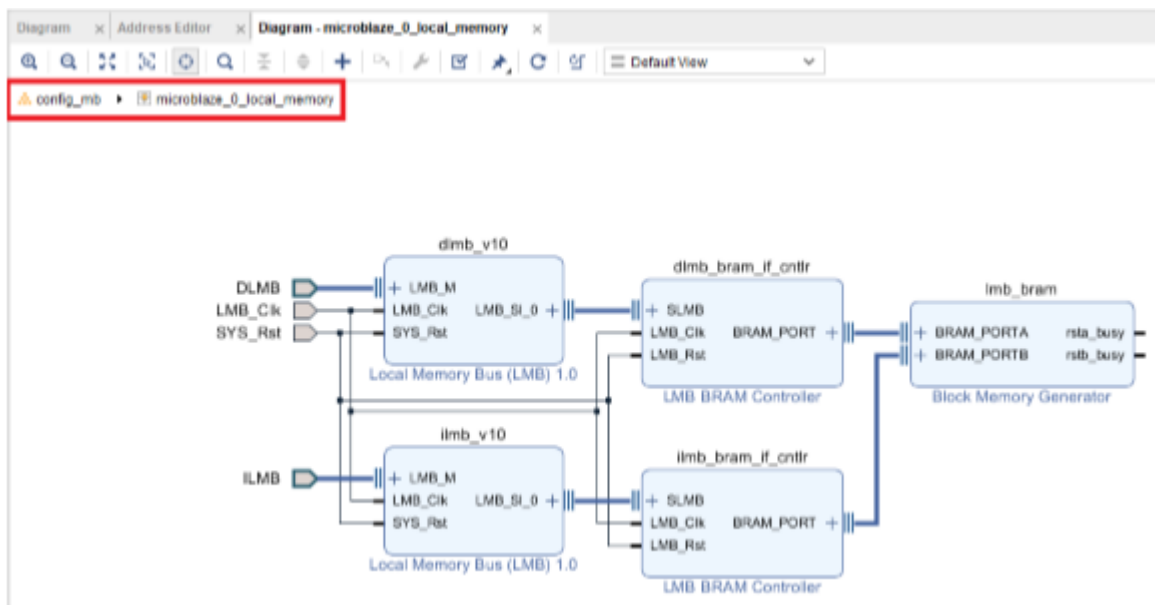 Diagram × Address Editor × Diagram - microblaze_0_local_memory ×
Default View
config_mb microblaze_0_local_memory
dlmb_v10
DLMB
LMB_Clk
SYS_Rst
+ LMB_M
LMB_Clk LMB_Sl_0 +
SYS_Rst
Local Memory Bus (LMB) 1.0
dlmb_bram_if_cntlr
+ SLMB
LMB_Clk BRAM_PORT +
LMB_Rst
LMB BRAM Controller
lmb_bram
+ BRAM_PORTA rsta_busy
+ BRAM_PORTB rstb_busy
Block Memory Generator
ilmb_v10
ILMB
+ LMB_M
LMB_Clk LMB_Sl_0 +
SYS_Rst
Local Memory Bus (LMB) 1.0
ilmb_bram_if_cntlr
+ SLMB
LMB_Clk BRAM_PORT +
LMB_Rst
LMB BRAM Controller